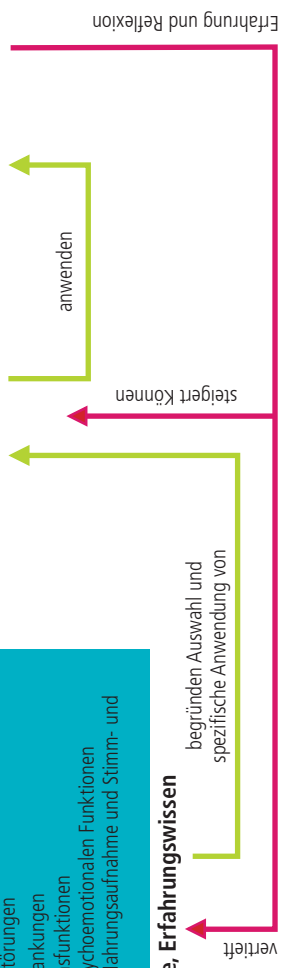 törungen
ankungen
sfunktionen
ychoemotionalen Funktionen
ahrungsaufnahme und Stimm- und
e, Erfahrungswissen
begründen Auswahl und
spezifische Anwendung von
anwenden
vertieft
steigert Können
Erfahrung und Reflexion